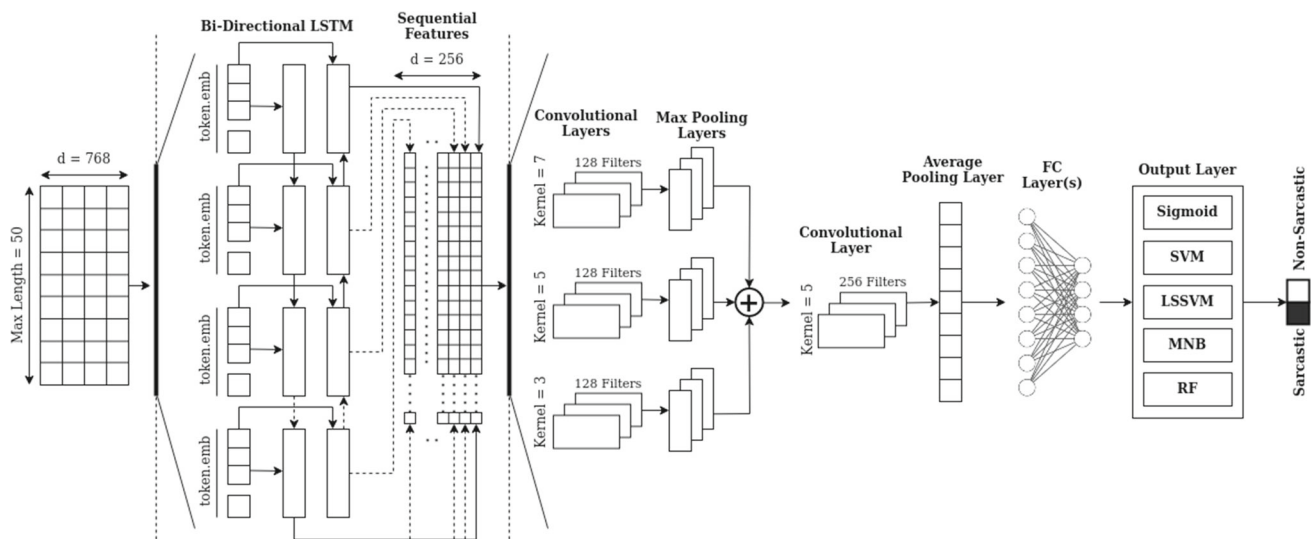 Bi-Directional LSTM
Sequential
Features
d = 256
d = 768
Max Length = 50
token.emb
token.emb
token.emb
token.emb
Convolutional
Layers
Max Pooling
Layers
Kernel = 7
128 Filters
Kernel = 5
128 Filters
Kernel = 3
128 Filters
Convolutional
Layer
Kernel = 5
256 Filters
Average
Pooling Layer
FC
Layer(s)
Output Layer
Sigmoid
SVM
LSSVM
MNB
RF
Non-Sarcastic
Sarcastic